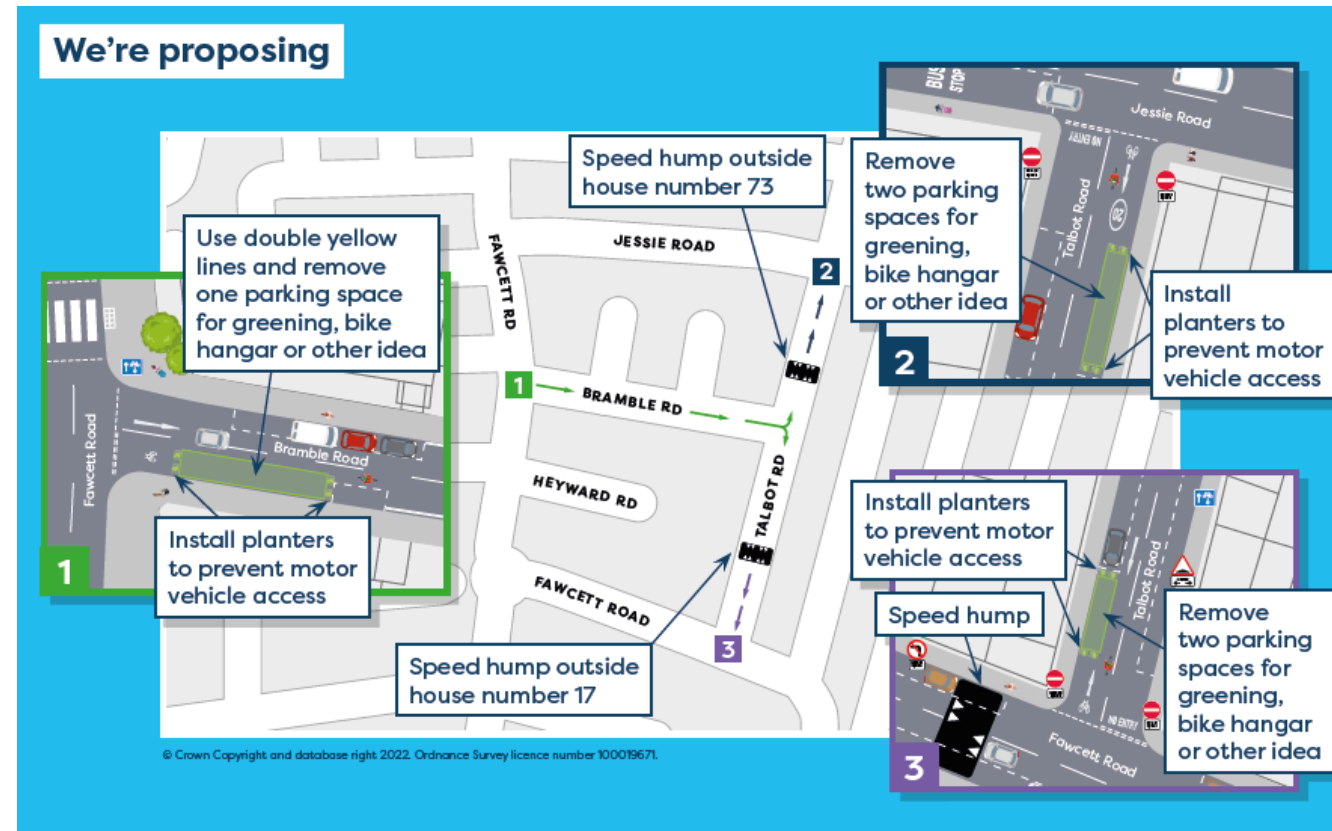 We're proposing
Speed hump outside
house number 73
Use double yellow
lines and remove
one parking space
for greening, bike
hangar or other idea
Fawcett Road
Bramble Road
Install planters
to prevent motor
vehicle access
1
FAWCETT RD
JESSIE ROAD
2
1
BRAMBLE RD
HEYWARD RD
TALBOT RD
FAWCETT ROAD
3
Speed hump outside
house number 17
BUS
STOP
Jessie Road
NO ENTRY
Talbot Road
20
Remove
two parking
spaces for
greening,
bike hangar
or other idea
Install
planters to
prevent motor
vehicle access
2
Install planters
to prevent motor
vehicle access
Talbot Road
Speed hump
Remove
two parking
spaces for
greening,
bike hangar
or other idea
NO ENTRY
Fawcett Road
3
© Crown Copyright and database right 2022. Ordnance Survey licence number 100019671.